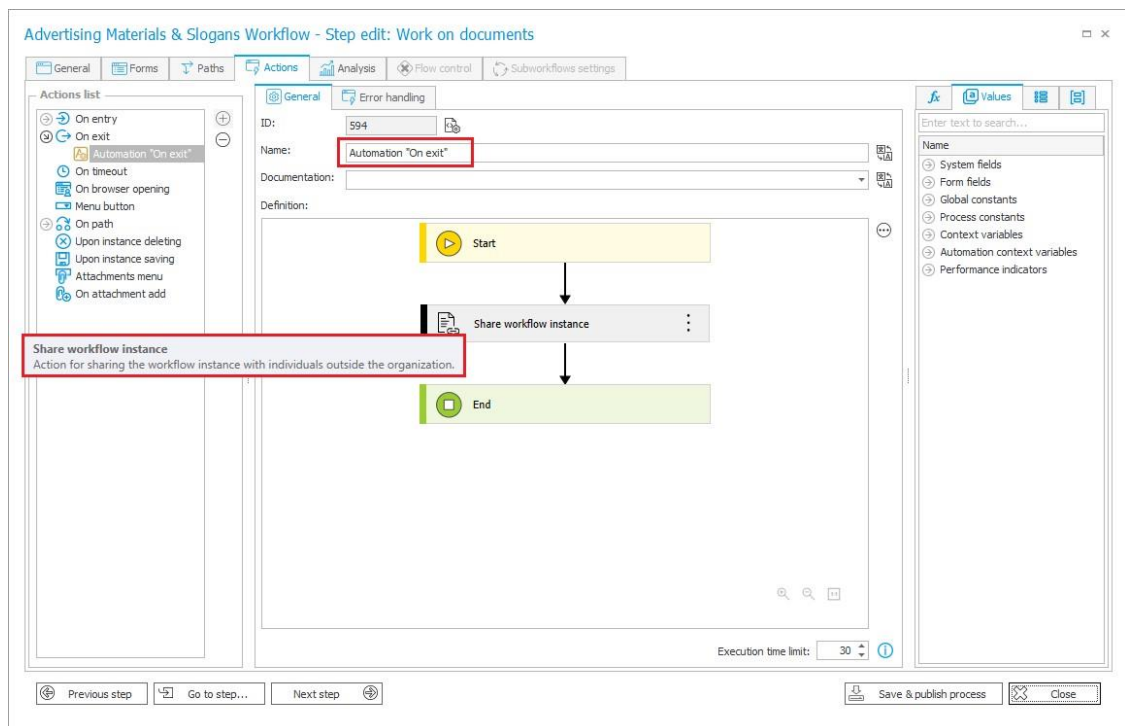 Advertising Materials & Slogans Workflow - Step edit: Work on documents
General Forms Paths Actions Analysis Flow control Subworkflows settings
Actions list
On entry
On exit
Automation "On exit"
On timeout
On browser opening
Menu button
On path
Upon instance deleting
Upon instance saving
Attachments menu
On attachment add
General Error handling
ID: 594
Name: Automation "On exit"
Documentation:
Definition:
Start
Share workflow instance
End
Share workflow instance
Action for sharing the workflow instance with individuals outside the organization.
Execution time limit: 30
fx Values
Enter text to search...
Name
System fields
Form fields
Global constants
Process constants
Context variables
Automation context variables
Performance indicators
Previous step Go to step... Next step Save & publish process Close